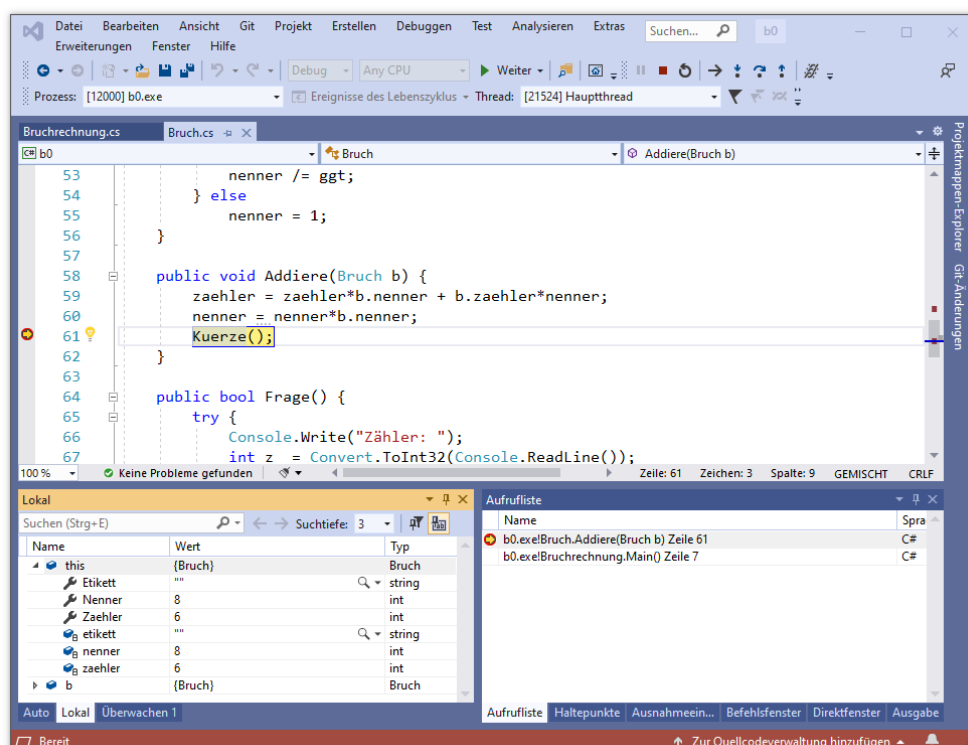 Datei Bearbeiten Ansicht Git Projekt Erstellen Debuggen Test Analysieren Extras Suchen... b0
Erweiterungen Fenster Hilfe
Debug Any CPU Weiter
Prozess: [12000] b0.exe Ereignisse des Lebenszyklus Thread: [21524] Hauptthread
Bruchrechnung.cs Bruch.cs
C# b0 Bruch Addiere(Bruch b)
53 nenner /= ggt;
54 } else
55 nenner = 1;
56 }
57
58 public void Addiere(Bruch b) {
59 zaehler = zaehler*b.nenner + b.zaehler*nenner;
60 nenner = nenner*b.nenner;
61 Kuerze();
62 }
63
64 public bool Frage() {
65 try {
66 Console.Write("Zähler: ");
67 int z = Convert.ToInt32(Console.ReadLine());
100 % Keine Probleme gefunden Zeile: 61 Zeichen: 3 Spalte: 9 GEMISCHT CRLF
Projektmappen-Explorer
Git-Änderungen
Lokal
Suchen (Strg+E) Suchtiefe: 3
Name Wert Typ
this {Bruch} Bruch
Etikett "" string
Nenner 8 int
Zaehler 6 int
etikett "" string
nenner 8 int
zaehler 6 int
b {Bruch} Bruch
Auto Lokal Überwachen 1
Aufrufliste
Name Spra
b0.exe!Bruch.Addiere(Bruch b) Zeile 61 C#
b0.exe!Bruchrechnung.Main() Zeile 7 C#
Aufrufliste Haltepunkte Ausnahmeein... Befehlsfenster Direktfenster Ausgabe
Bereit Zur Quellcodeverwaltung hinzufügen